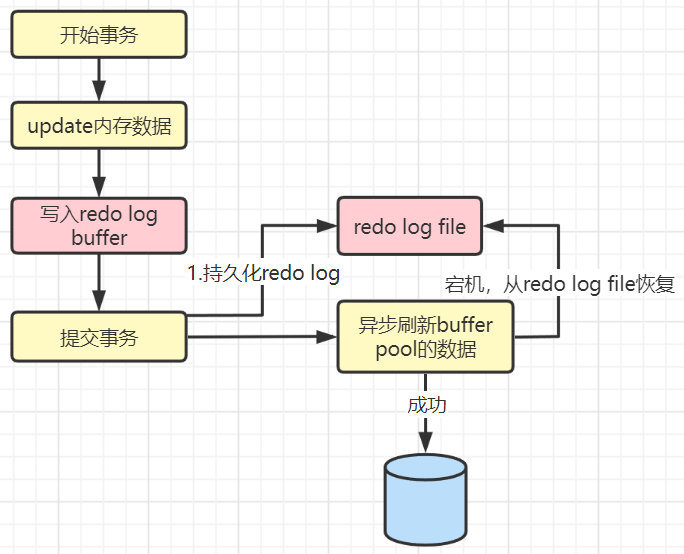 开始事务
update内存数据
写入redo log
buffer
redo log file
1.持久化redo log
宕机，从redo log file恢复
提交事务
异步刷新buffer
pool的数据
成功